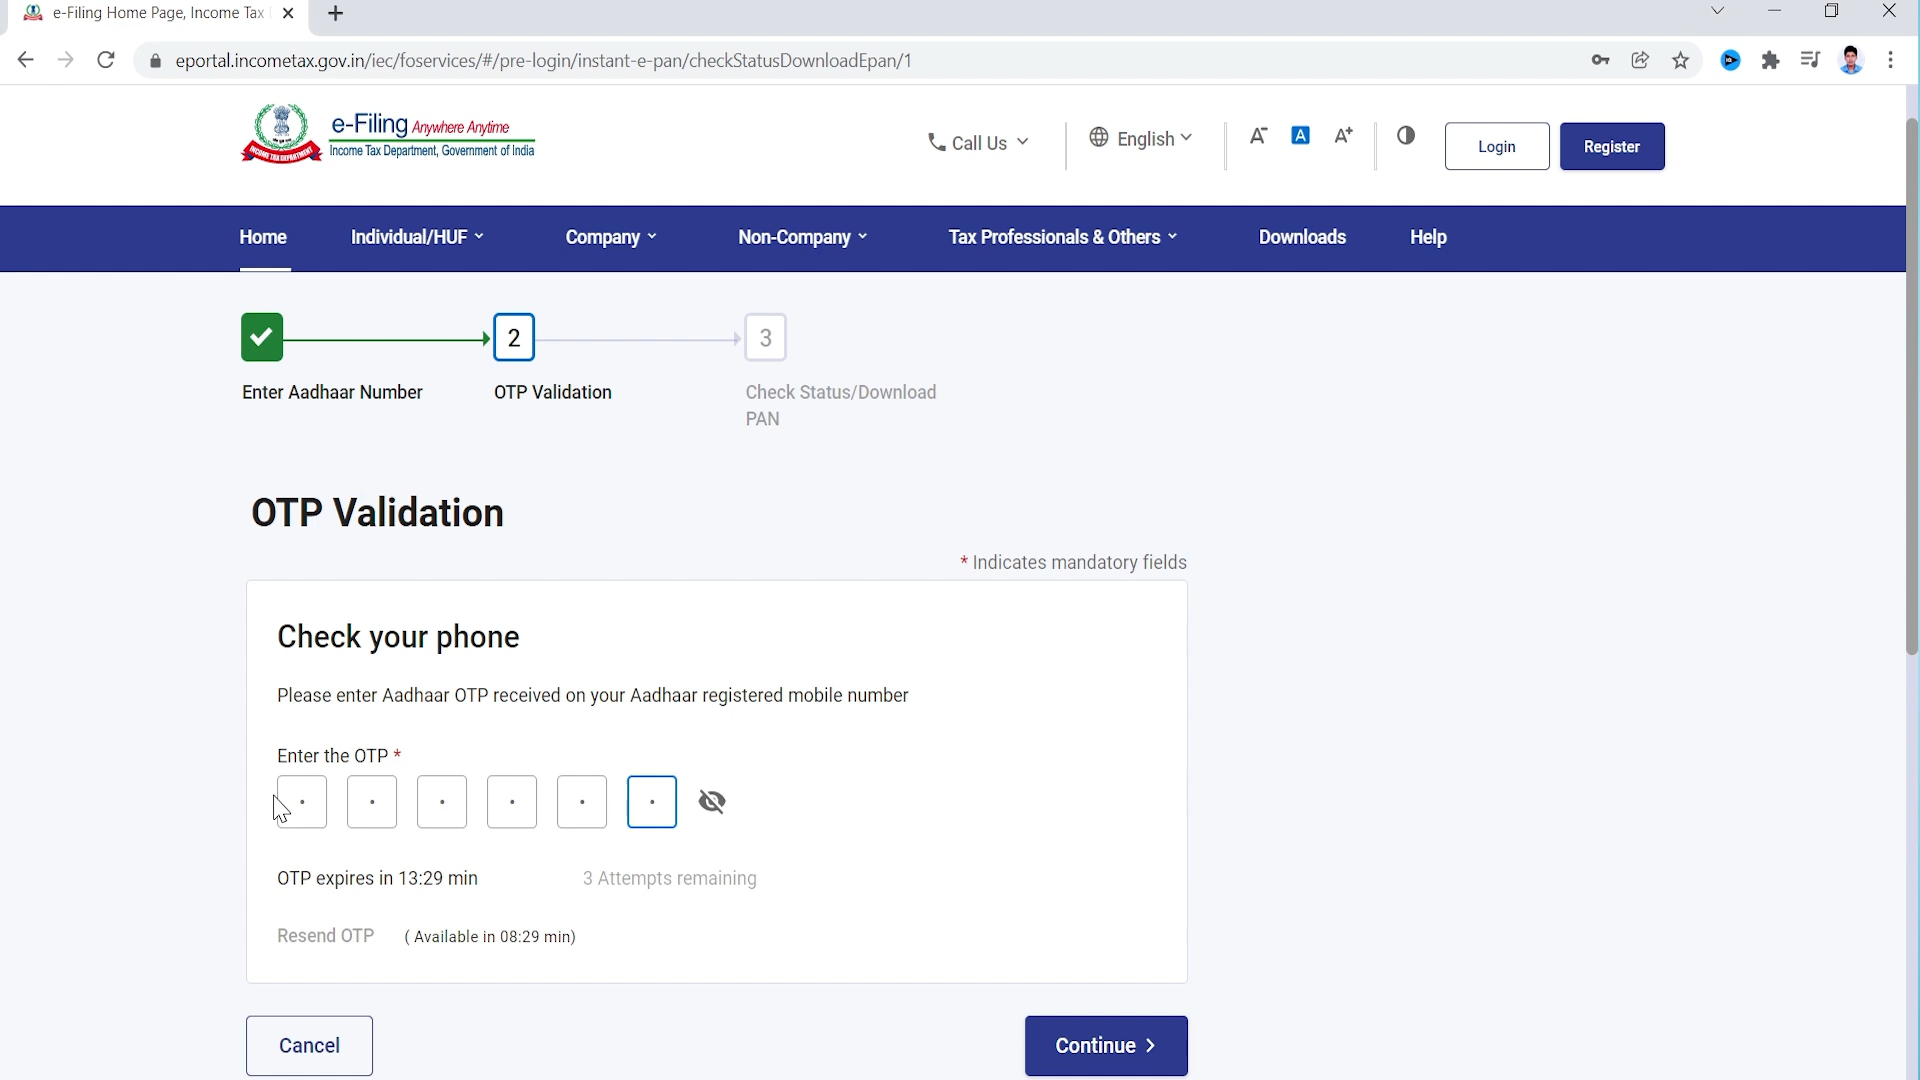 e-Filing Home Page, Income Tax
eportal.incometax.gov.in/iec/foservices/#/pre-login/instant-e-pan/checkStatusDownloadEpan/1
e-Filing Anywhere Anytime
Income Tax Department, Government of India
INCOME TAX DEPARTMENT
Call Us
English
A-
A
A+
Login
Register
Home
Individual/HUF
Company
Non-Company
Tax Professionals & Others
Downloads
Help
2
3
Enter Aadhaar Number
OTP Validation
Check Status/Download
PAN
OTP Validation
* Indicates mandatory fields
Check your phone
Please enter Aadhaar OTP received on your Aadhaar registered mobile number
Enter the OTP *
OTP expires in 13:29 min
3 Attempts remaining
Resend OTP
( Available in 08:29 min)
Cancel
Continue >